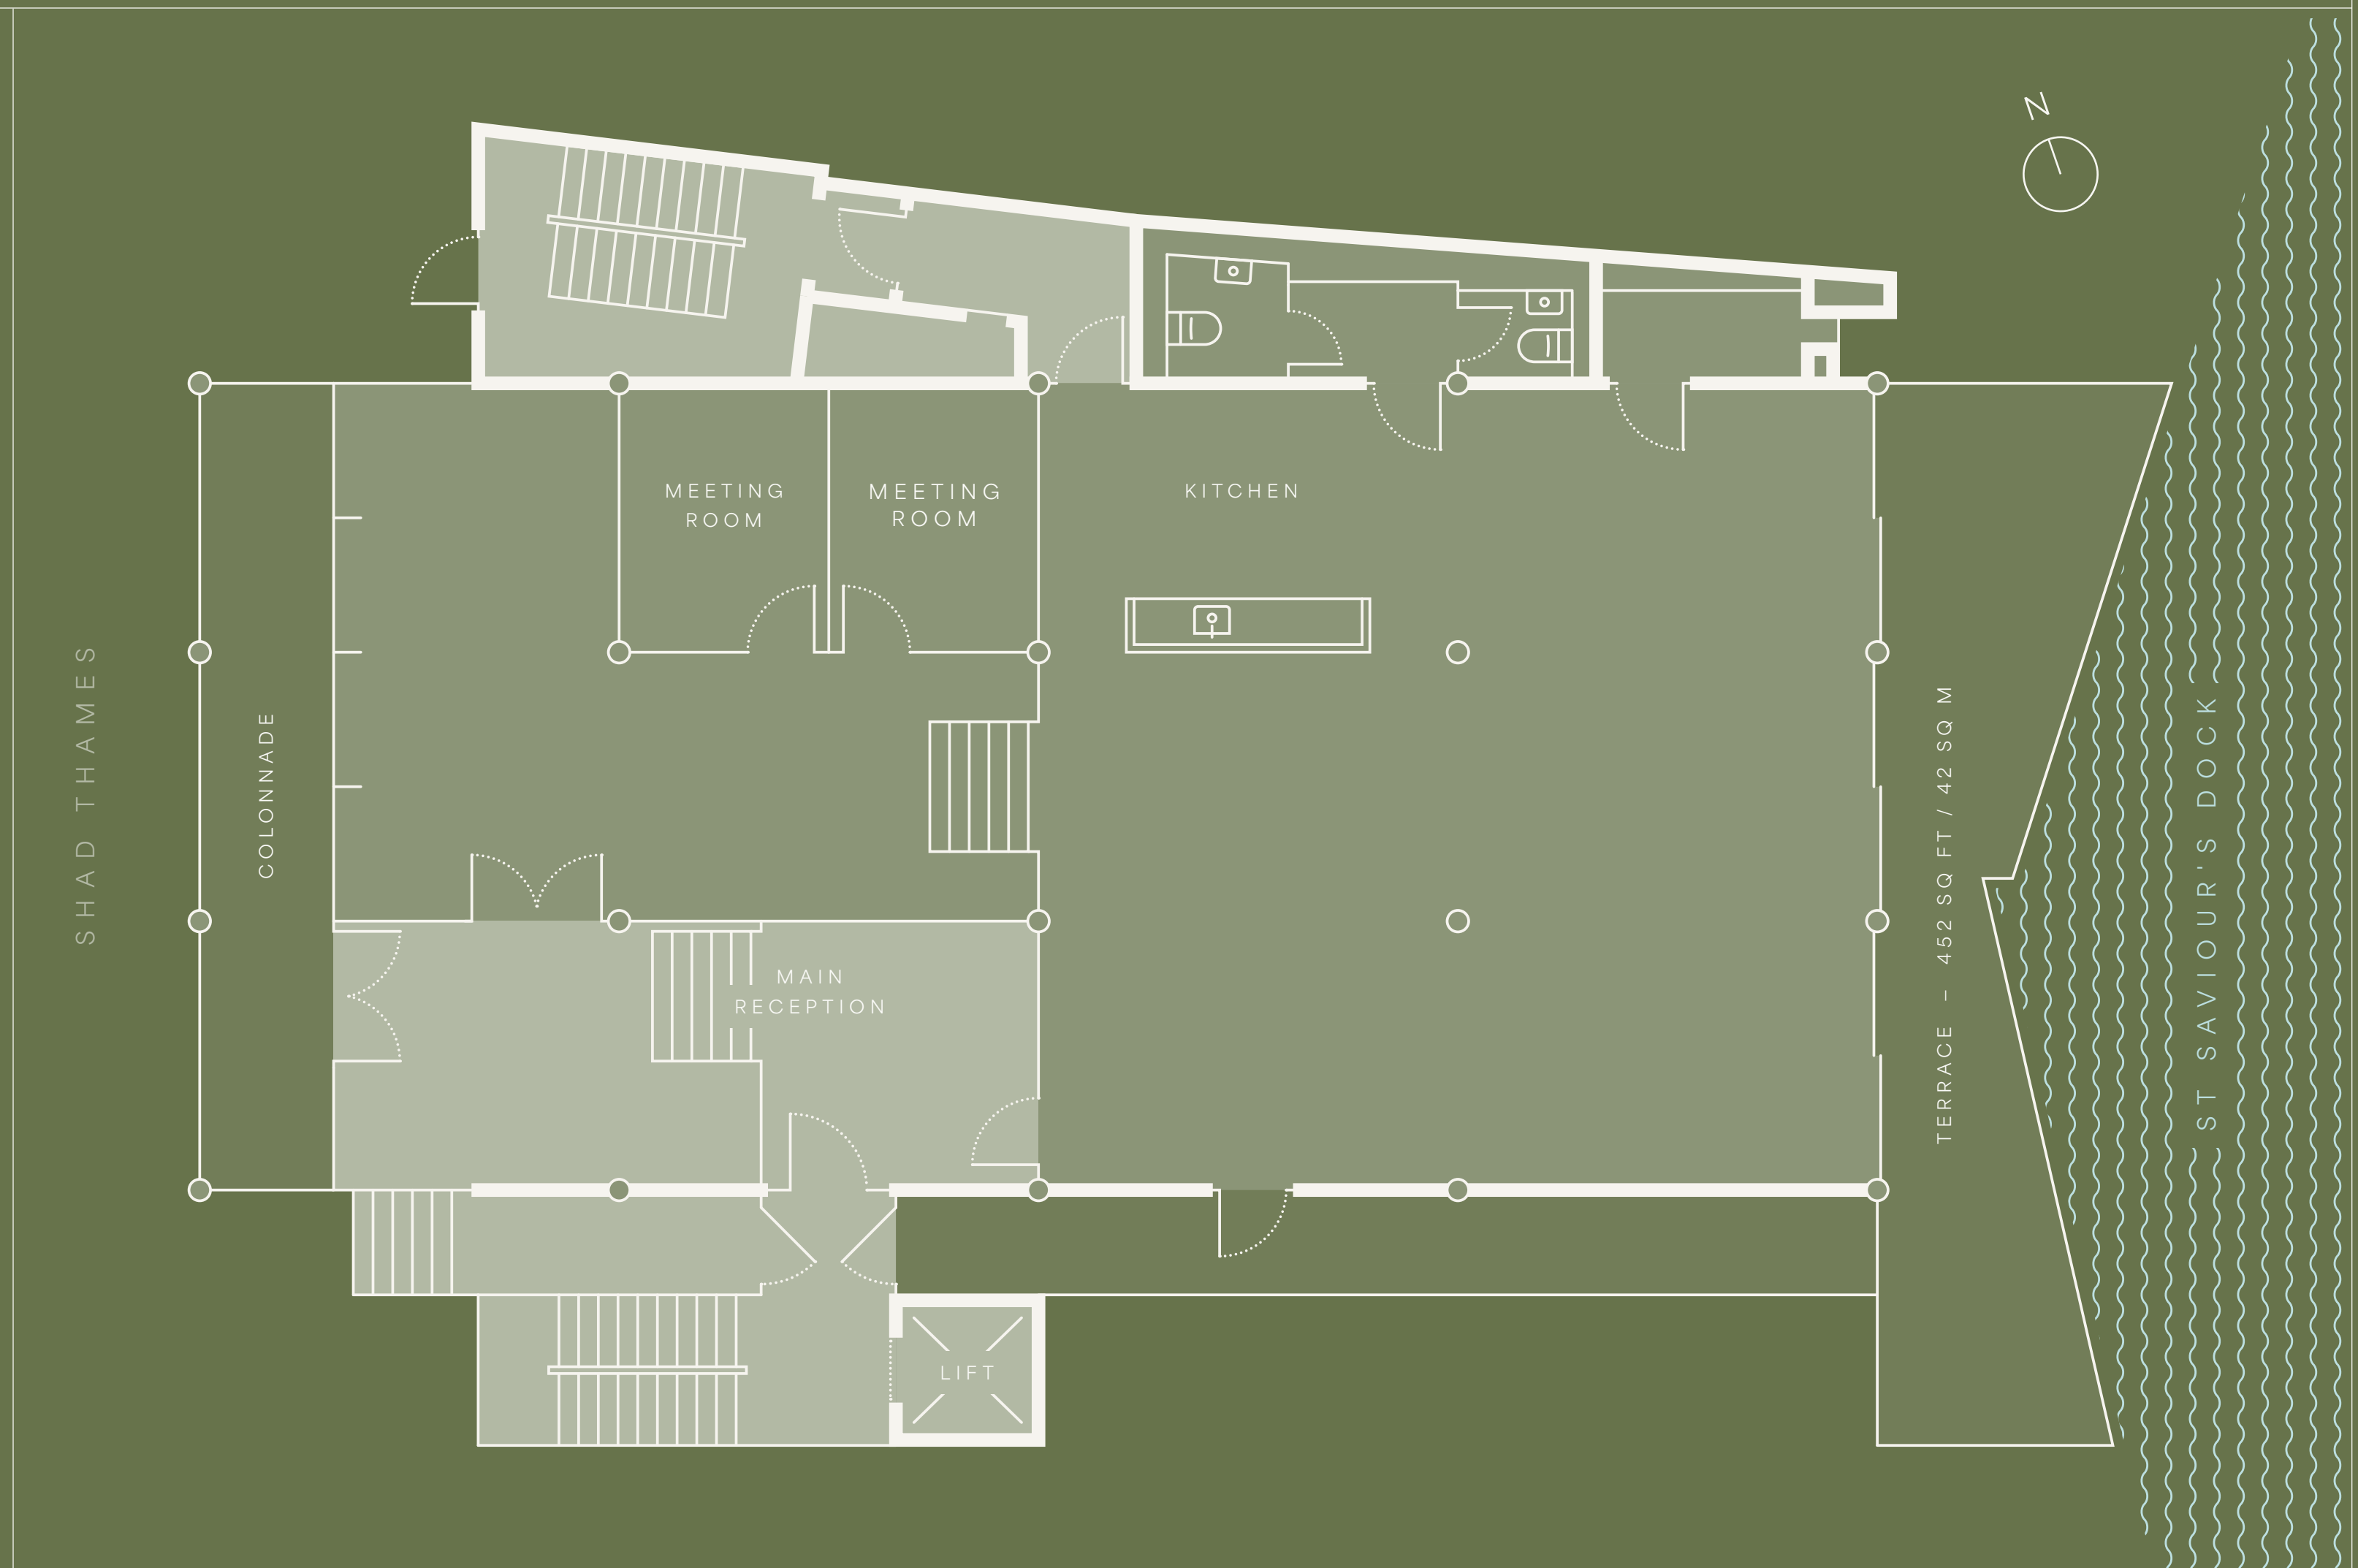 N
MEETING
ROOM
MEETING
ROOM
KITCHEN
SHAD THAMES
COLONNADE
TERRACE – 452 SQ FT / 42 SQ M
ST SAVIOUR'S DOCK
MAIN
RECEPTION
LIFT